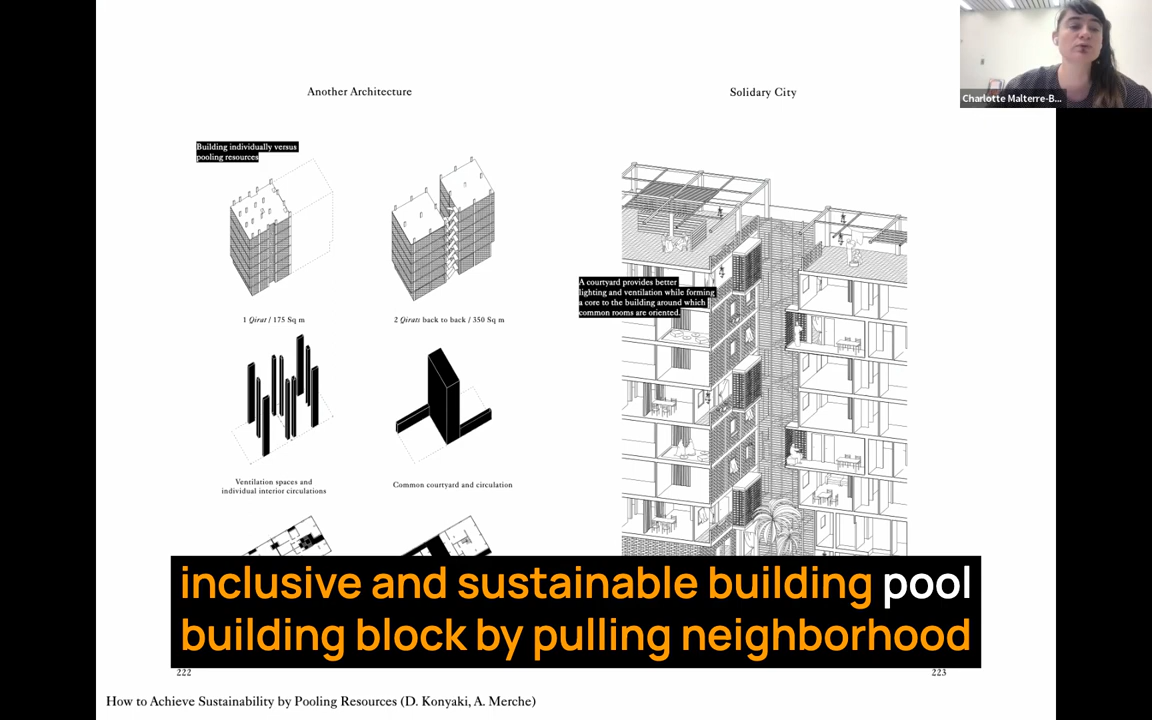 Another Architecture
Solidary City
Charlotte Malterre-B...
Building individually versus
pooling resources
A courtyard provides better
lighting and ventilation while forming
a core to the building around which
common rooms are oriented.
1 Qirat / 175 Sq m
2 Qirats back to back / 350 Sq m
Ventilation spaces and
individual interior circulations
Common courtyard and circulation
inclusive and sustainable building pool
building block by pulling neighborhood
222
223
How to Achieve Sustainability by Pooling Resources (D. Konyaki, A. Merche)